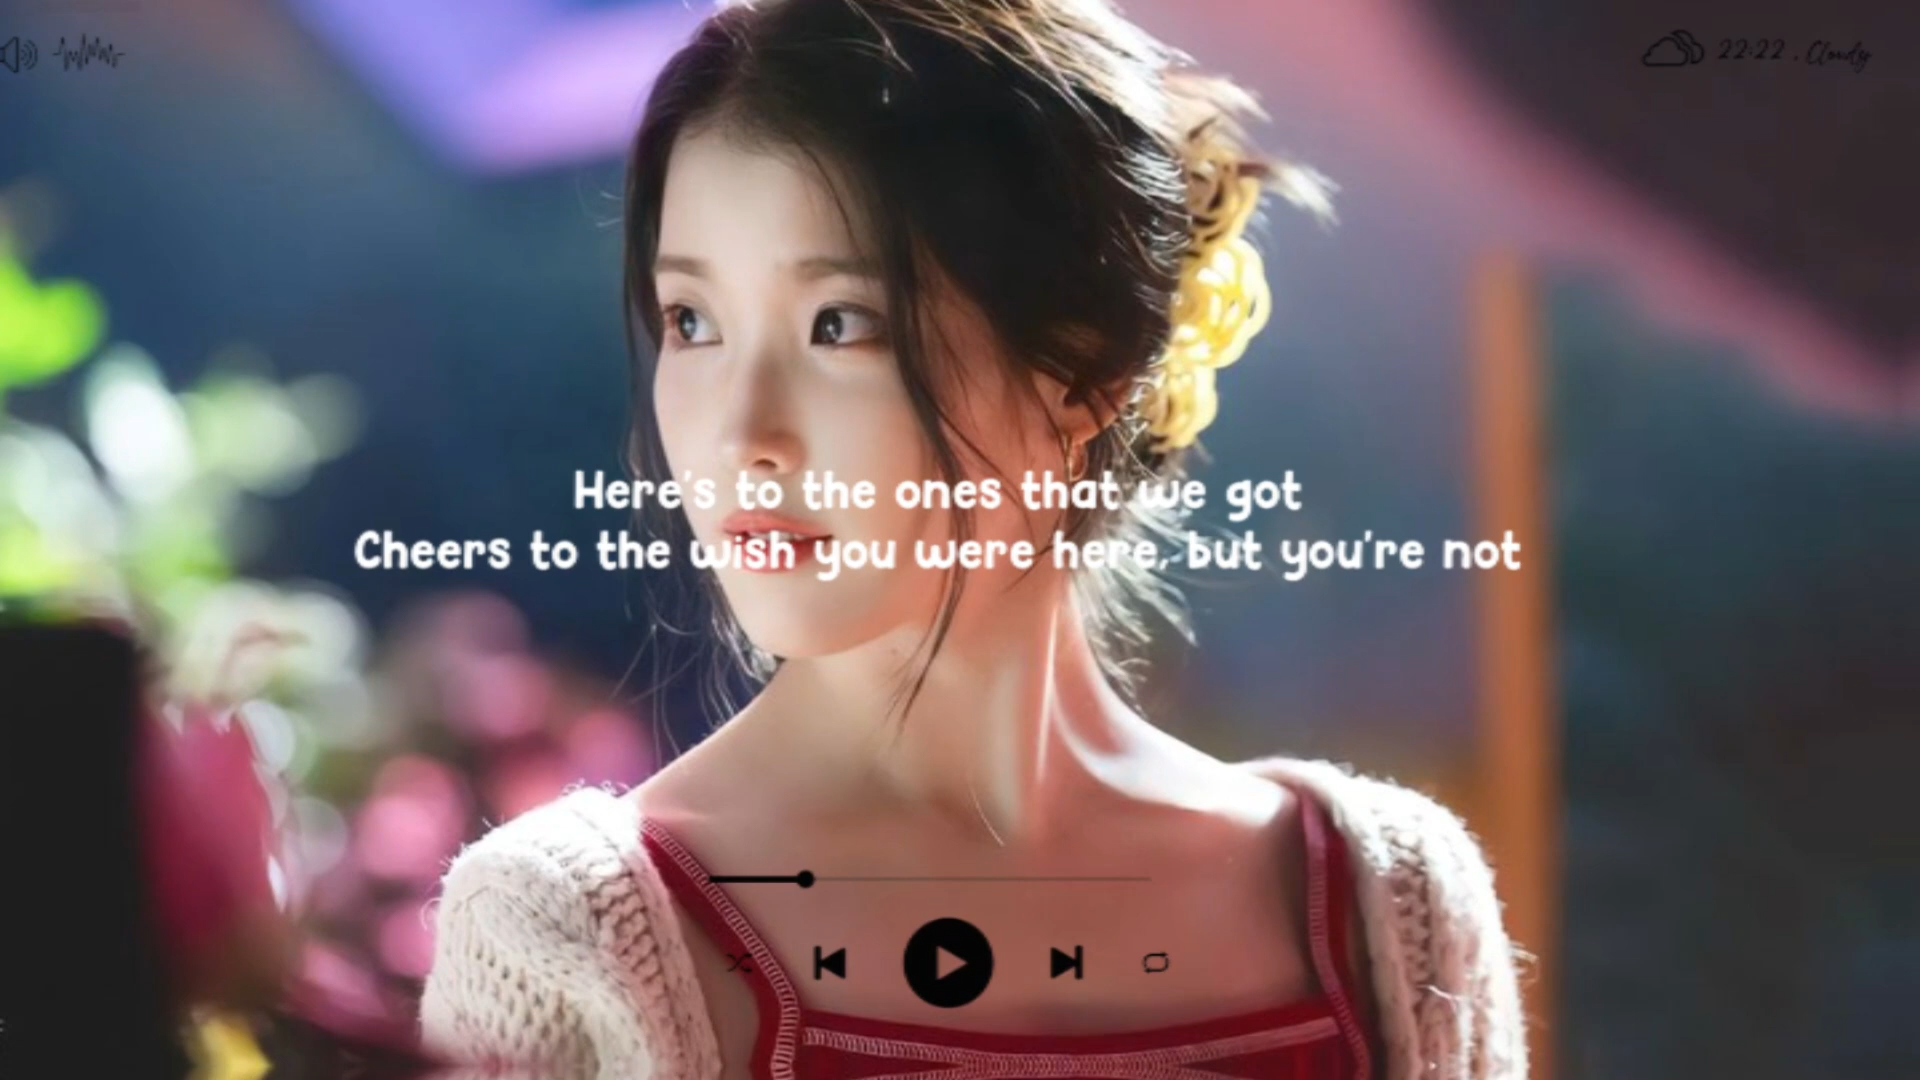 22:22 . Cloudy
Here's to the ones that we got
Cheers to the wish you were here, but you're not